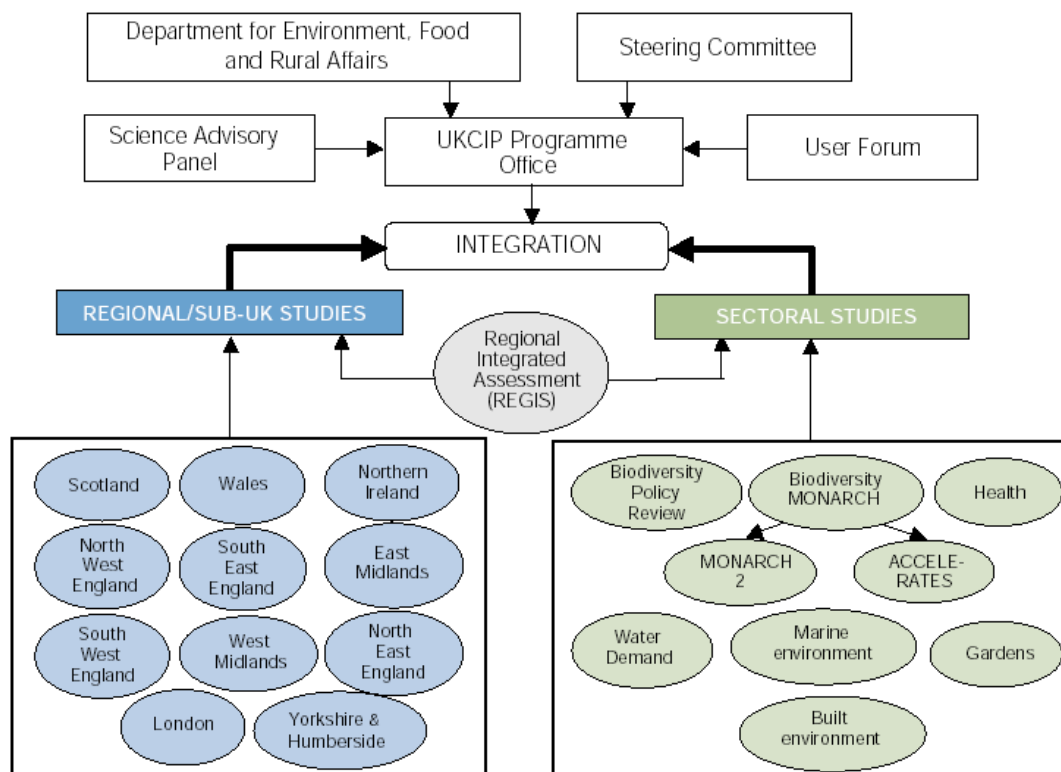 Department for Environment, Food
and Rural Affairs
Steering Committee
Science Advisory
Panel
UKCIP Programme
Office
User Forum
INTEGRATION
REGIONAL/SUB-UK STUDIES
SECTORAL STUDIES
Regional
Integrated
Assessment
(REGIS)
Scotland
Wales
Northern
Ireland
North
West
England
South
East
England
East
Midlands
South
West
England
West
Midlands
North
East
England
London
Yorkshire &
Humberside
Biodiversity
Policy
Review
Biodiversity
MONARCH
Health
MONARCH
2
ACCELE-
RATES
Water
Demand
Marine
environment
Gardens
Built
environment